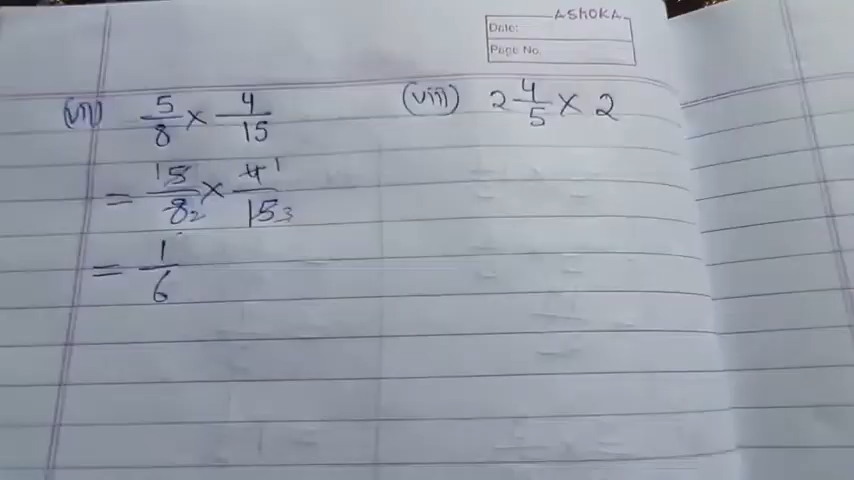 ASHOKA
Date:
Page No.
(vii) 5/8 × 4/15
= 5/8 × 4/15 1 1 2 3
= 1/6
(viii) 2 4/5 × 2